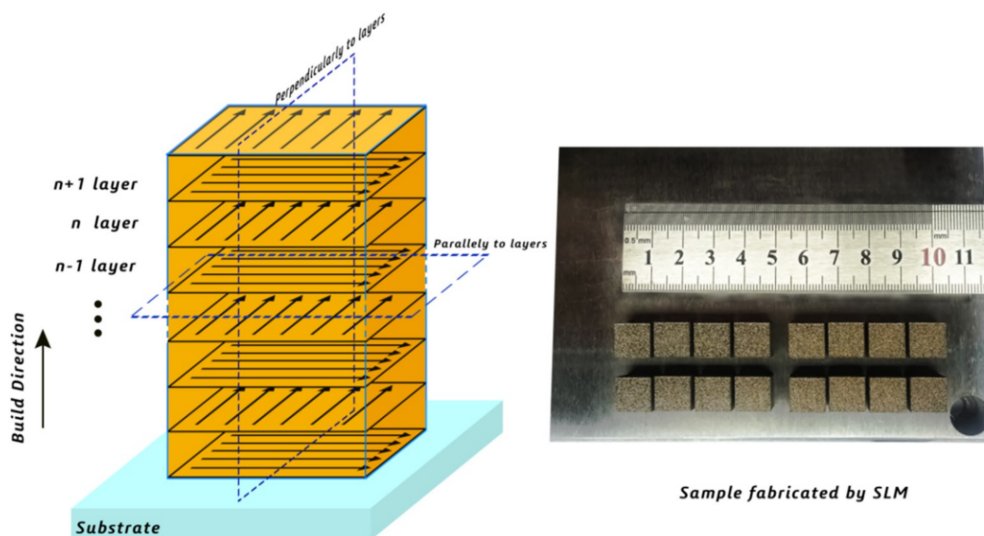 Perpendicularly to layers
n+1 layer
n layer
n-1 layer
Parallely to layers
Build Direction
Substrate
0.5 mm
mm
1 2 3 4 5 6 7 8 9 10 11
mm
Sample fabricated by SLM